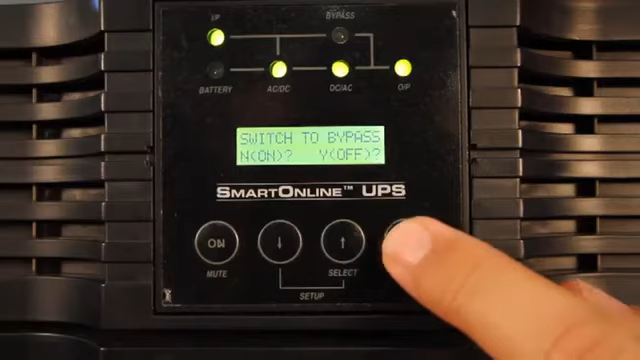 I/P
BYPASS
BATTERY
AC/DC
DC/AC
O/P
SWITCH TO BYPASS
N(ON)? Y(OFF)?
SMARTONLINE™ UPS
ON
MUTE
SELECT
SETUP